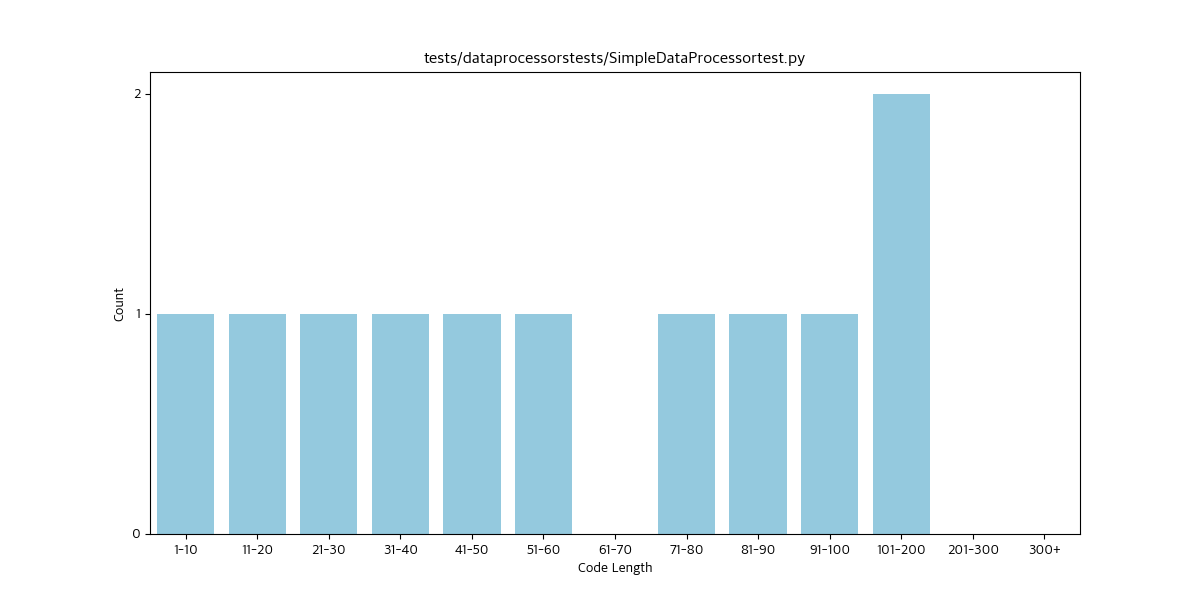 tests/dataprocessorstests/SimpleDataProcessortest.py
2
1
0
Count
1-10 11-20 21-30 31-40 41-50 51-60 61-70 71-80 81-90 91-100 101-200 201-300 300+
Code Length